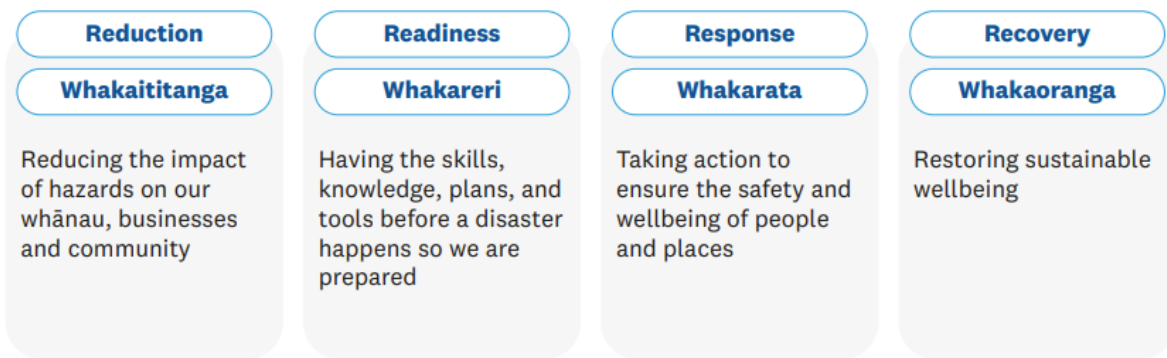 Reduction
Whakaititanga
Reducing the impact
of hazards on our
whānau, businesses
and community
Readiness
Whakareri
Having the skills,
knowledge, plans, and
tools before a disaster
happens so we are
prepared
Response
Whakarata
Taking action to
ensure the safety and
wellbeing of people
and places
Recovery
Whakaoranga
Restoring sustainable
wellbeing